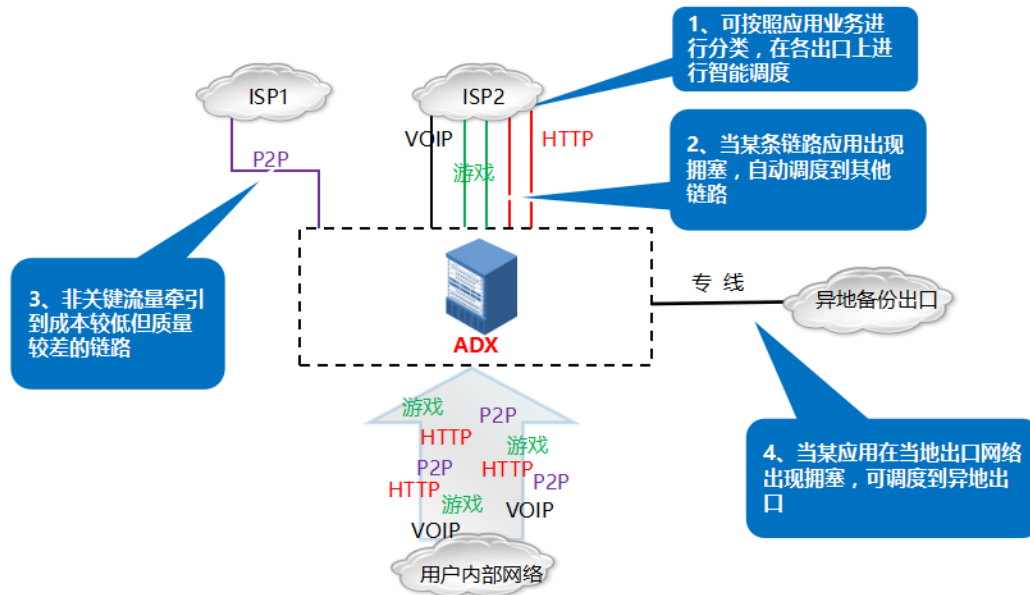 1、可按照应用业务进
行分类，在各出口上进
行智能调度
ISP1
ISP2
VOIP
HTTP
游戏
P2P
2、当某条链路应用出现
拥塞，自动调度到其他
链路
3、非关键流量牵引
到成本较低但质量
较差的链路
专 线
异地备份出口
ADX
游戏
P2P
HTTP
游戏
P2P
HTTP
HTTP
P2P
游戏
VOIP
VOIP
用户内部网络
4、当某应用在当地出口网络
出现拥塞，可调度到异地出
口